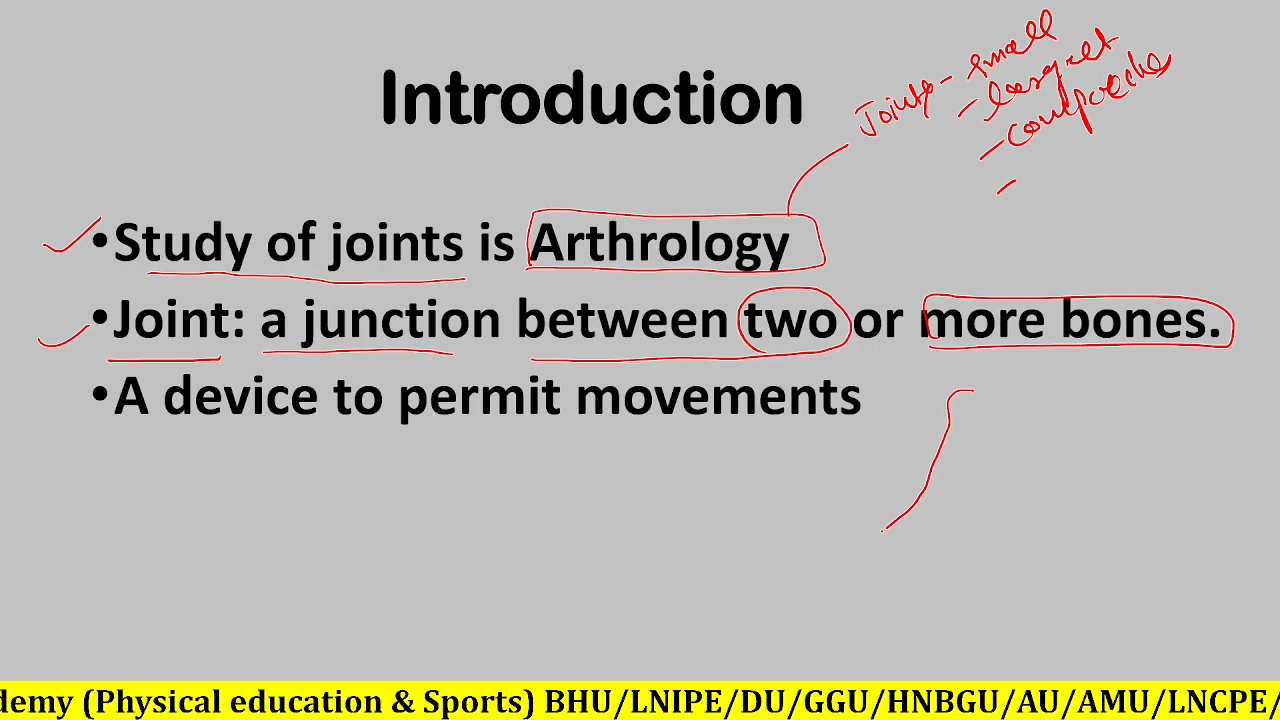 Introduction
Joints - small
- largest
- composite
-
•Study of joints is Arthrology
•Joint: a junction between two or more bones.
•A device to permit movements
demy (Physical education & Sports) BHU/LNIPE/DU/GGU/HNBGU/AU/AMU/LNCPE/